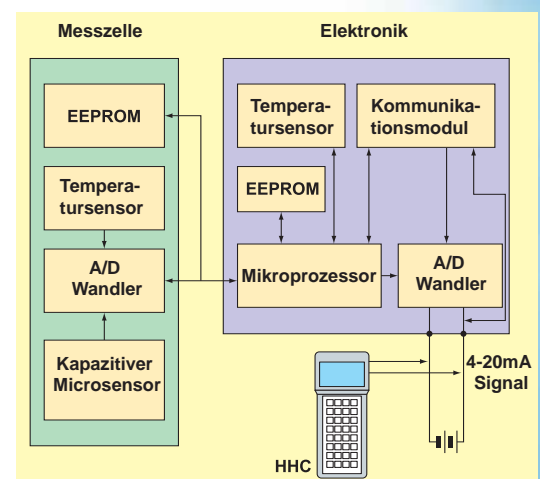 Messzelle
Elektronik
EEPROM
Tempera-
tursensor
A/D
Wandler
Kapazitiver
Microsensor
Tempera-
tursensor
Kommunika-
tionsmodul
EEPROM
Mikroprozessor
A/D
Wandler
4-20mA
Signal
HHC